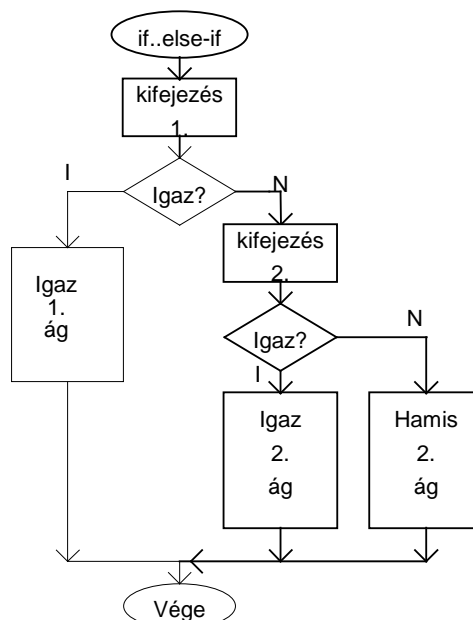 if..else-if
kifejezés
1.
I
Igaz?
N
Igaz
1.
ág
kifejezés
2.
Igaz?
N
I
Igaz
2.
ág
Hamis
2.
ág
Vége